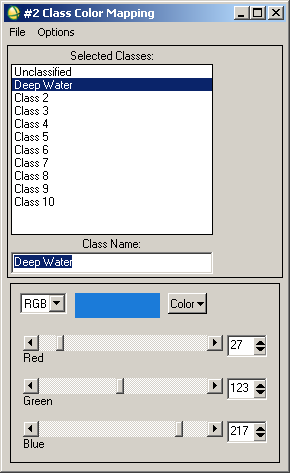 #2 Class Color Mapping
File Options
Selected Classes:
Unclassified
Deep Water
Class 2
Class 3
Class 4
Class 5
Class 6
Class 7
Class 8
Class 9
Class 10
Class Name:
Deep Water
RGB Color
27
Red
123
Green
217
Blue